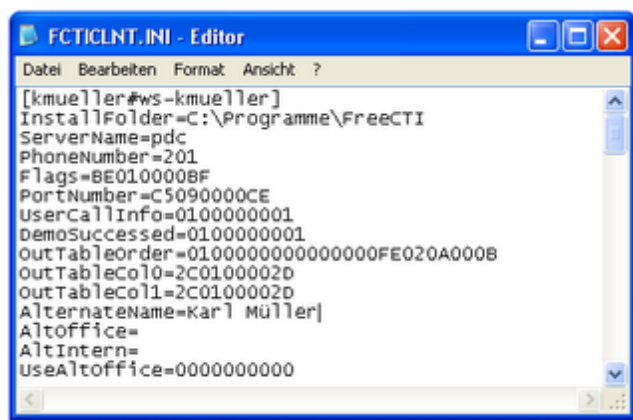 FCTICLNT.INI - Editor
Datei Bearbeiten Format Ansicht ?
[kmueller#ws-kmueller]
InstallFolder=C:\Programme\FreeCTI
ServerName=pdc
PhoneNumber=201
Flags=BE010000BF
PortNumber=C5090000CE
UserCallInfo=0100000001
DemoSuccessed=0100000001
OutTableOrder=0100000000000000FE020A000B
OutTableCol0=2C0100002D
OutTableCol1=2C0100002D
AlternateName=Karl Müller
AltOffice=
AltIntern=
UseAltOffice=0000000000